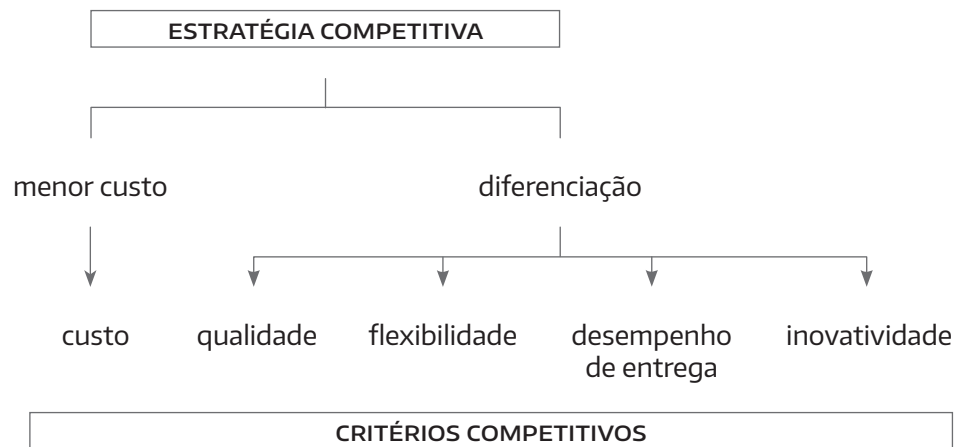 ESTRATÉGIA COMPETITIVA
menor custo
diferenciação
custo
qualidade
flexibilidade
desempenho
de entrega
inovatividade
CRITÉRIOS COMPETITIVOS